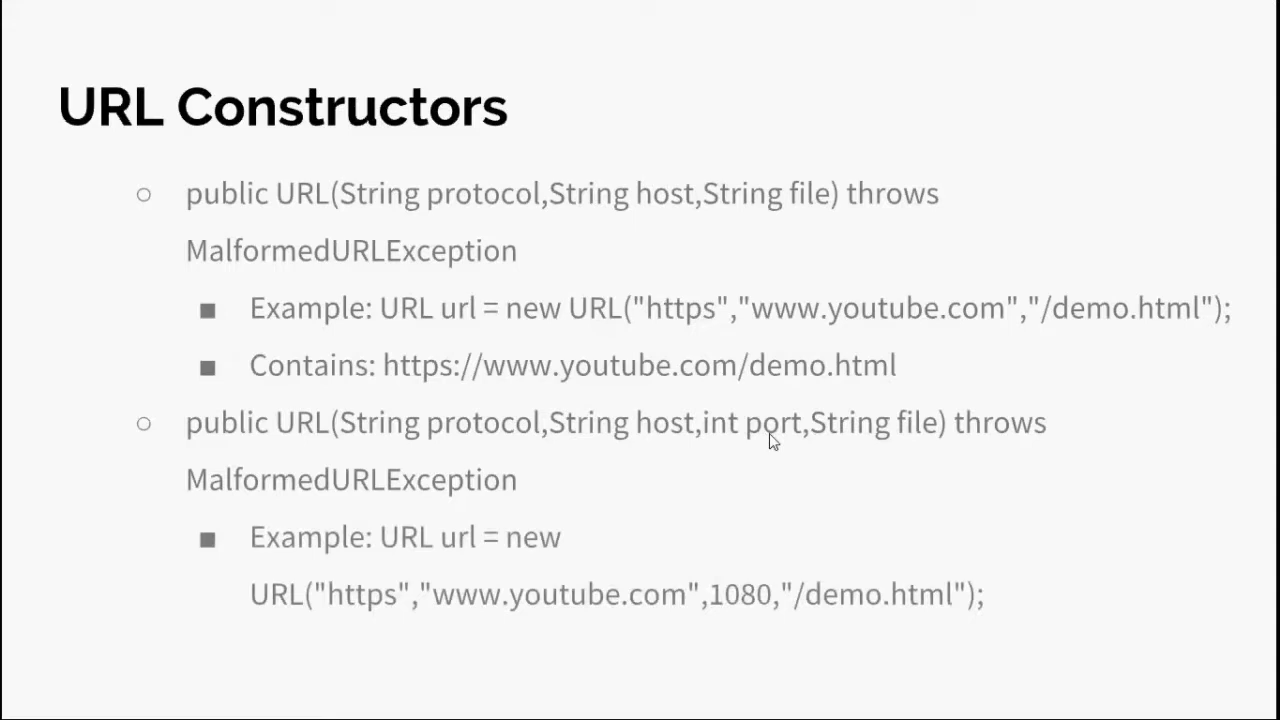 URL Constructors
○ public URL(String protocol,String host,String file) throws
MalformedURLException
■ Example: URL url = new URL("https","www.youtube.com","/demo.html");
■ Contains: https://www.youtube.com/demo.html
○ public URL(String protocol,String host,int port,String file) throws
MalformedURLException
■ Example: URL url = new
URL("https","www.youtube.com",1080,"/demo.html");